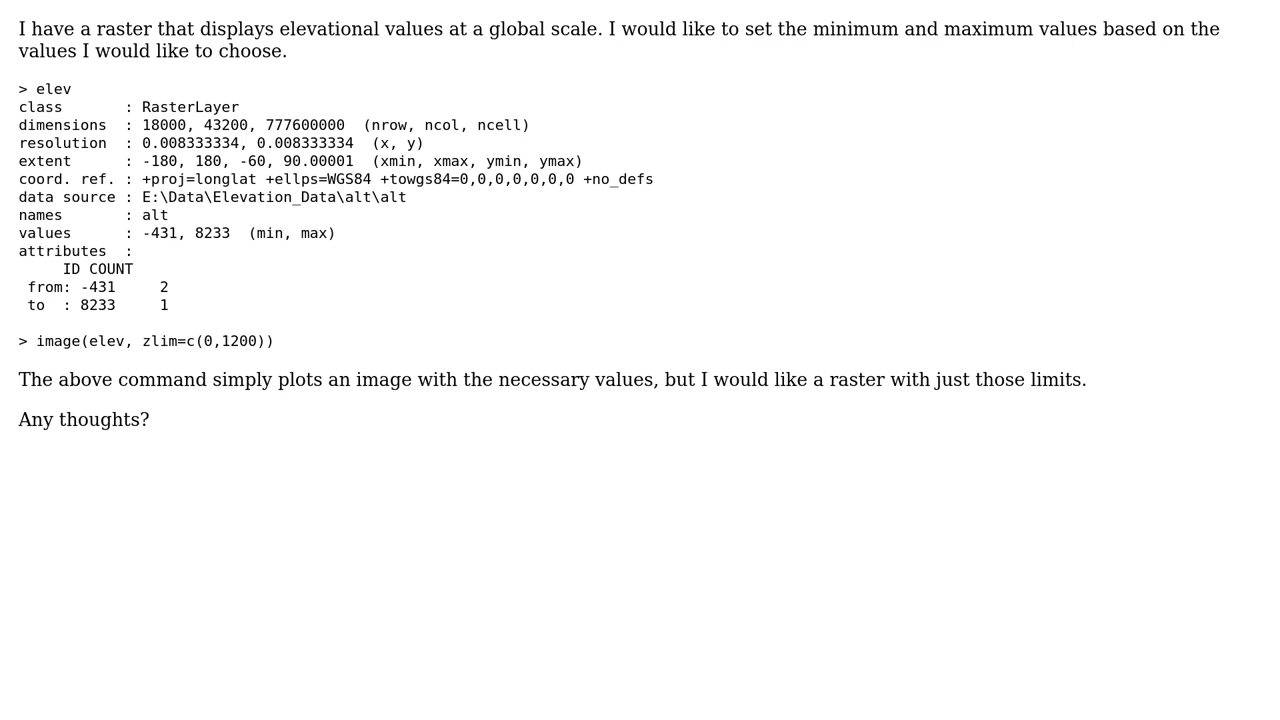 I have a raster that displays elevational values at a global scale. I would like to set the minimum and maximum values based on the
values I would like to choose.
> elev
class       : RasterLayer
dimensions  : 18000, 43200, 777600000  (nrow, ncol, ncell)
resolution  : 0.008333334, 0.008333334  (x, y)
extent      : -180, 180, -60, 90.00001  (xmin, xmax, ymin, ymax)
coord. ref. : +proj=longlat +ellps=WGS84 +towgs84=0,0,0,0,0,0,0 +no_defs
data source : E:\Data\Elevation_Data\alt\alt
names       : alt
values      : -431, 8233  (min, max)
attributes  :
     ID COUNT
 from: -431     2
 to  : 8233     1
> image(elev, zlim=c(0,1200))
The above command simply plots an image with the necessary values, but I would like a raster with just those limits.
Any thoughts?